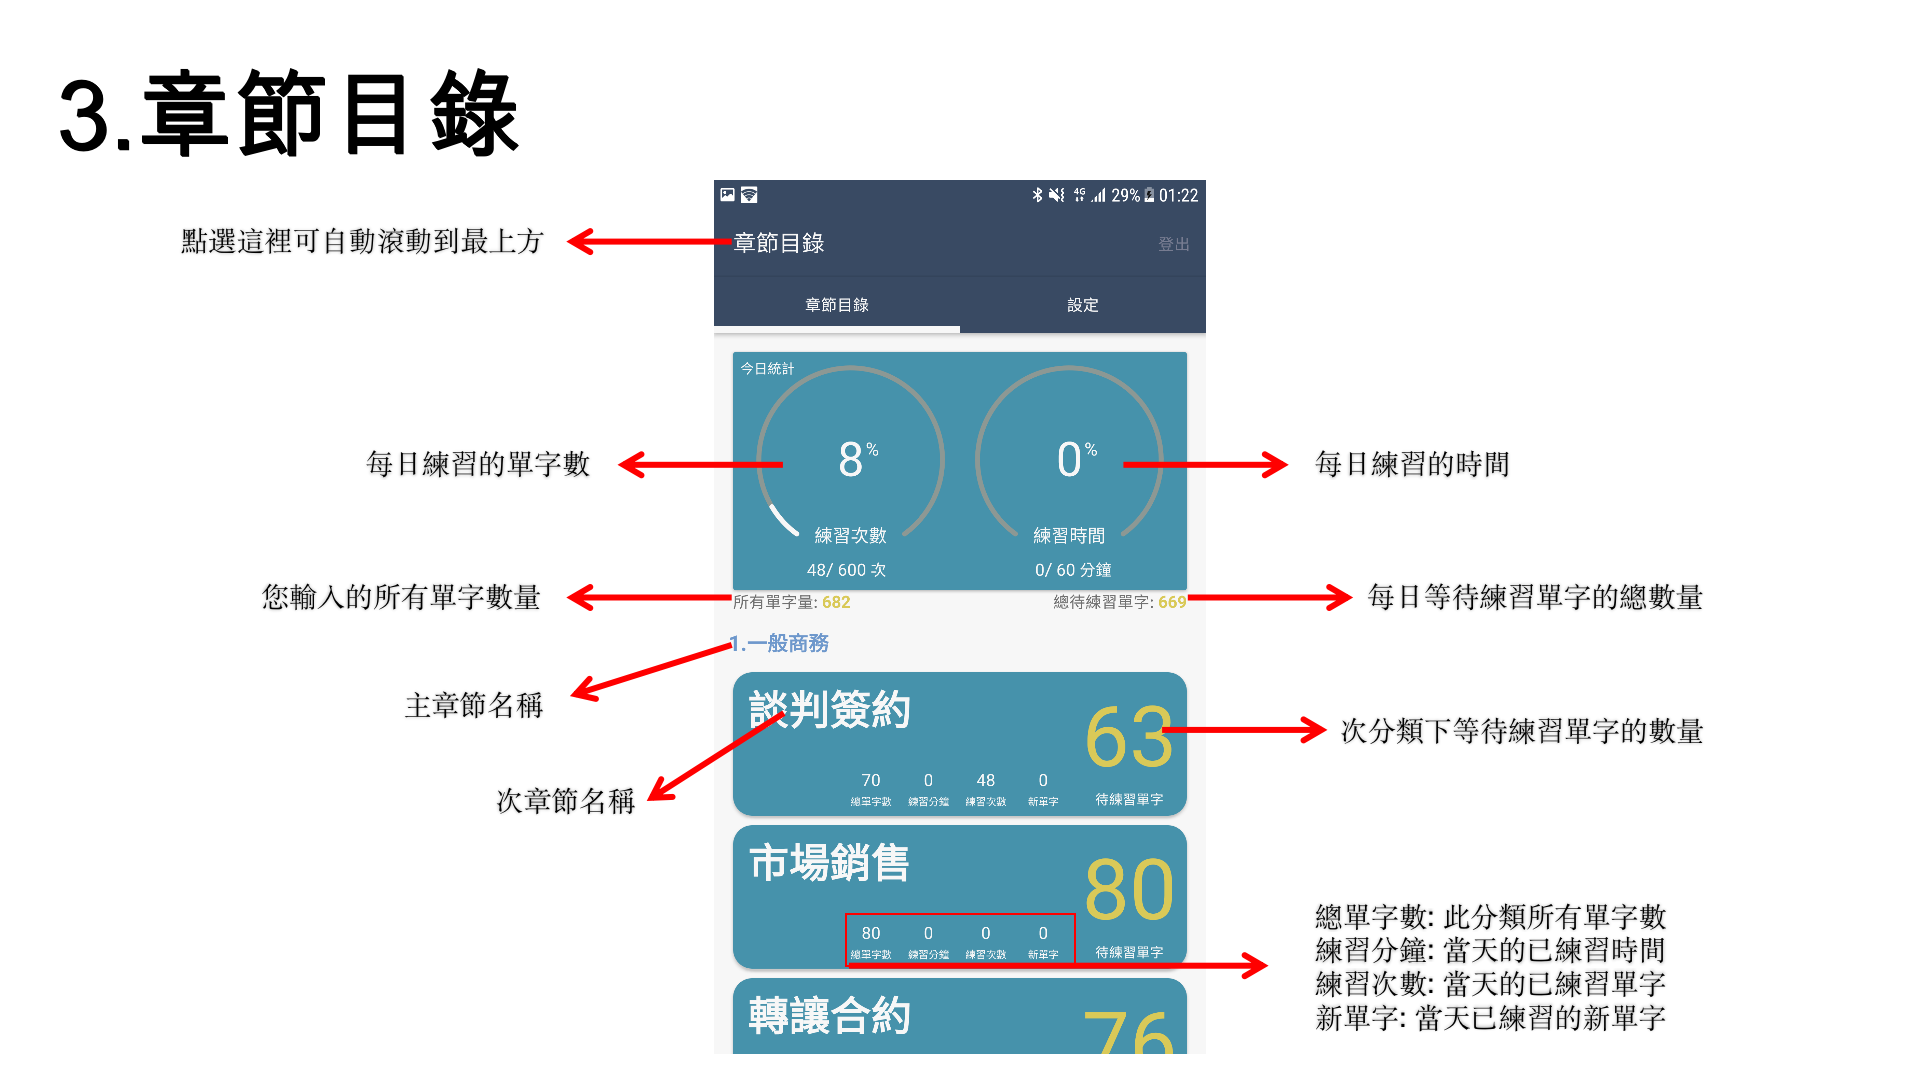 3.章節目錄
29% 01:22
點選這裡可自動滾動到最上方
章節目錄 登出
章節目錄 設定
今日統計
每日練習的單字數
8% 0%
每日練習的時間
練習次數 練習時間
48/ 600 次 0/ 60 分鐘
您輸入的所有單字數量
所有單字量: 682 總待練習單字: 669
每日等待練習單字的總數量
1.一般商務
主章節名稱
談判簽約 63
次分類下等待練習單字的數量
次章節名稱
70 0 48 0
總單字數 練習分鐘 練習次數 新單字 待練習單字
市場銷售 80
80 0 0 0
總單字數 練習分鐘 練習次數 新單字 待練習單字
總單字數: 此分類所有單字數
練習分鐘: 當天的已練習時間
練習次數: 當天的已練習單字
新單字: 當天已練習的新單字
轉讓合約 76